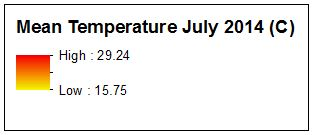 Mean Temperature July 2014 (C)
High : 29.24
Low : 15.75